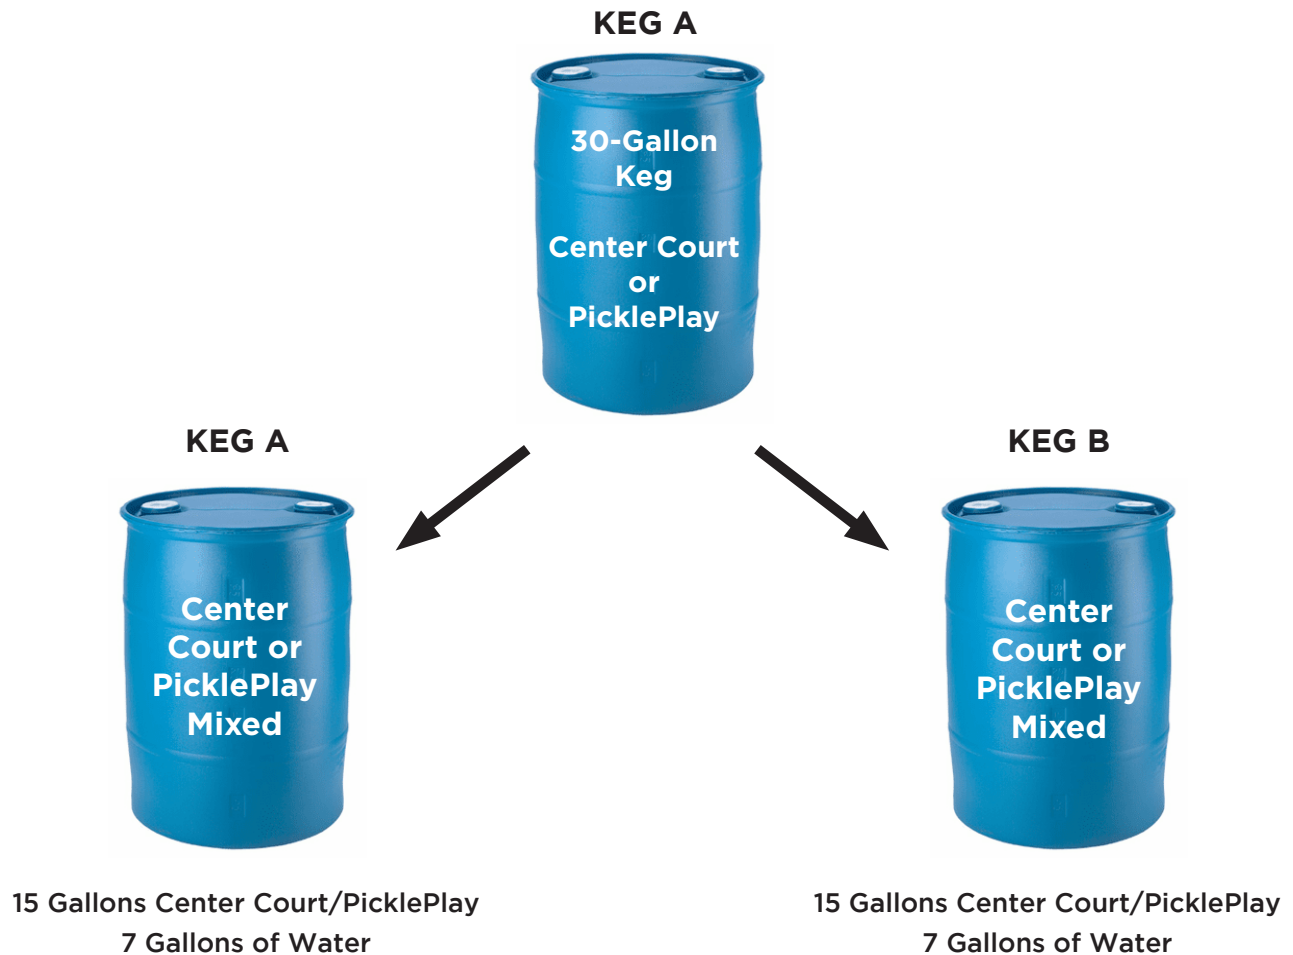 KEG A
30-Gallon
Keg
Center Court
or
PicklePlay
KEG A
Center
Court or
PicklePlay
Mixed
15 Gallons Center Court/PicklePlay
7 Gallons of Water
KEG B
Center
Court or
PicklePlay
Mixed
15 Gallons Center Court/PicklePlay
7 Gallons of Water